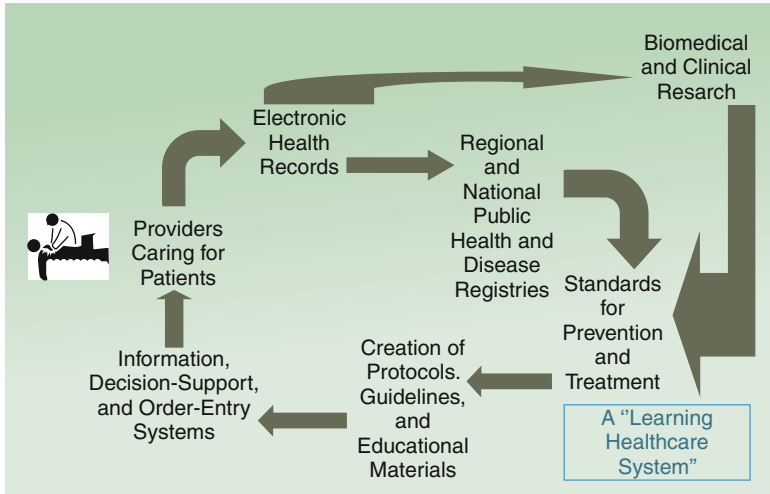 Biomedical
and Clinical
Resarch
Electronic
Health
Records
Regional
and
National
Public
Health and
Disease
Registries
Providers
Caring for
Patients
Standards
for
Prevention
and
Treatment
Creation of
Protocols.
Guidelines,
and
Educational
Materials
Information,
Decision-Support,
and Order-Entry
Systems
A “Learning
Healthcare
System”